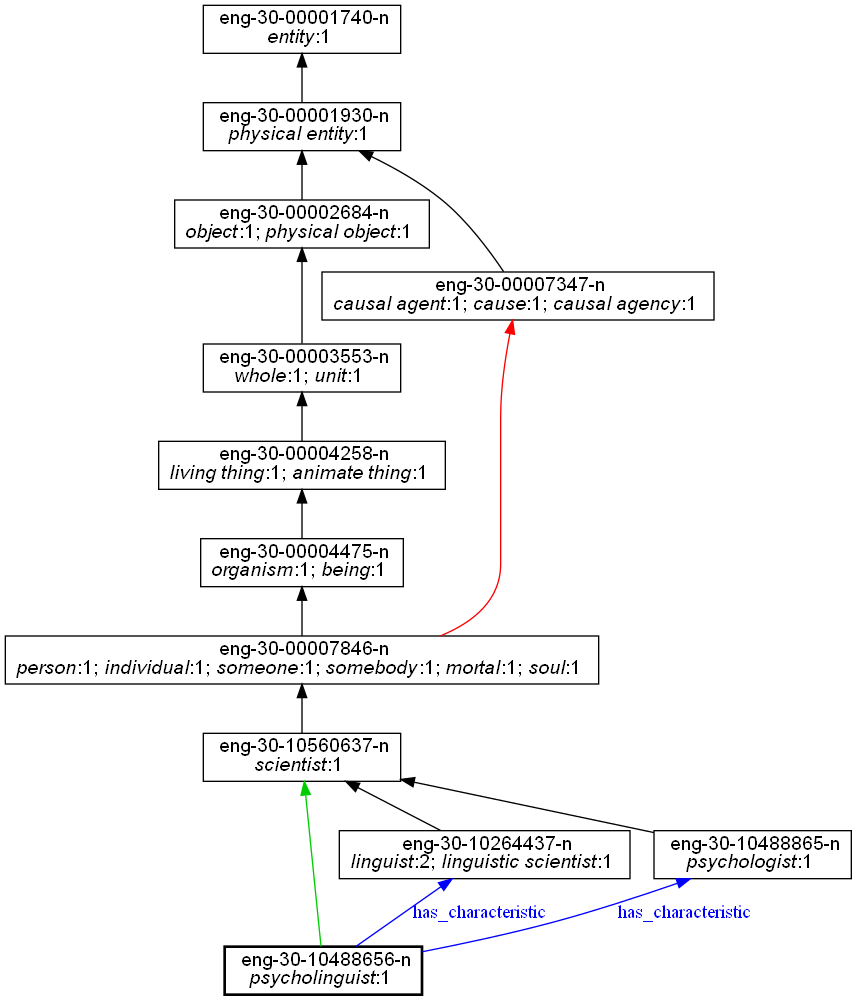 eng-30-00001740-n
entity:1
eng-30-00001930-n
physical entity:1
eng-30-00002684-n
object:1; physical object:1
eng-30-00007347-n
causal agent:1; cause:1; causal agency:1
eng-30-00003553-n
whole:1; unit:1
eng-30-00004258-n
living thing:1; animate thing:1
eng-30-00004475-n
organism:1; being:1
eng-30-00007846-n
person:1; individual:1; someone:1; somebody:1; mortal:1; soul:1
eng-30-10560637-n
scientist:1
eng-30-10264437-n
linguist:2; linguistic scientist:1
eng-30-10488865-n
psychologist:1
has_characteristic
has_characteristic
eng-30-10488656-n
psycholinguist:1